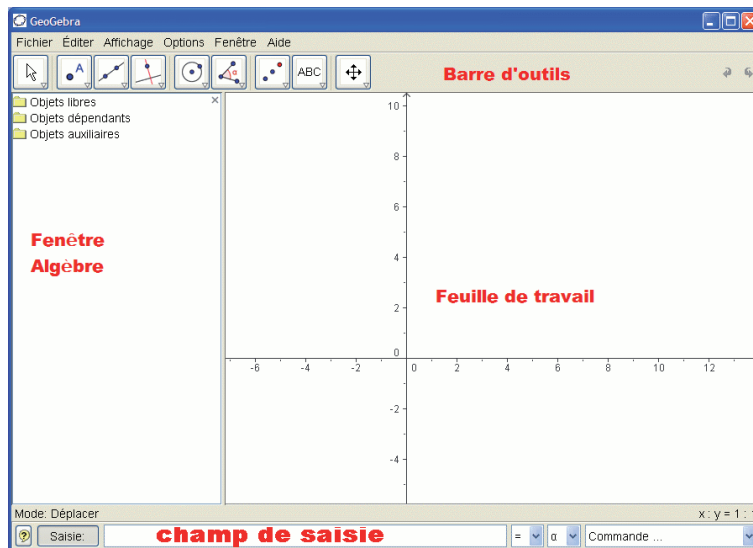 GeoGebra
Fichier Éditer Affichage Options Fenêtre Aide
A α ABC Barre d'outils
Objets libres
Objets dépendants
Objets auxiliaires
Fenêtre
Algèbre
10
8
6
4
Feuille de travail
2
0
-6 -4 -2 0 2 4 6 8 10 12
-2
-4
Mode: Déplacer x : y = 1 :
? Saisie: champ de saisie = α Commande ...